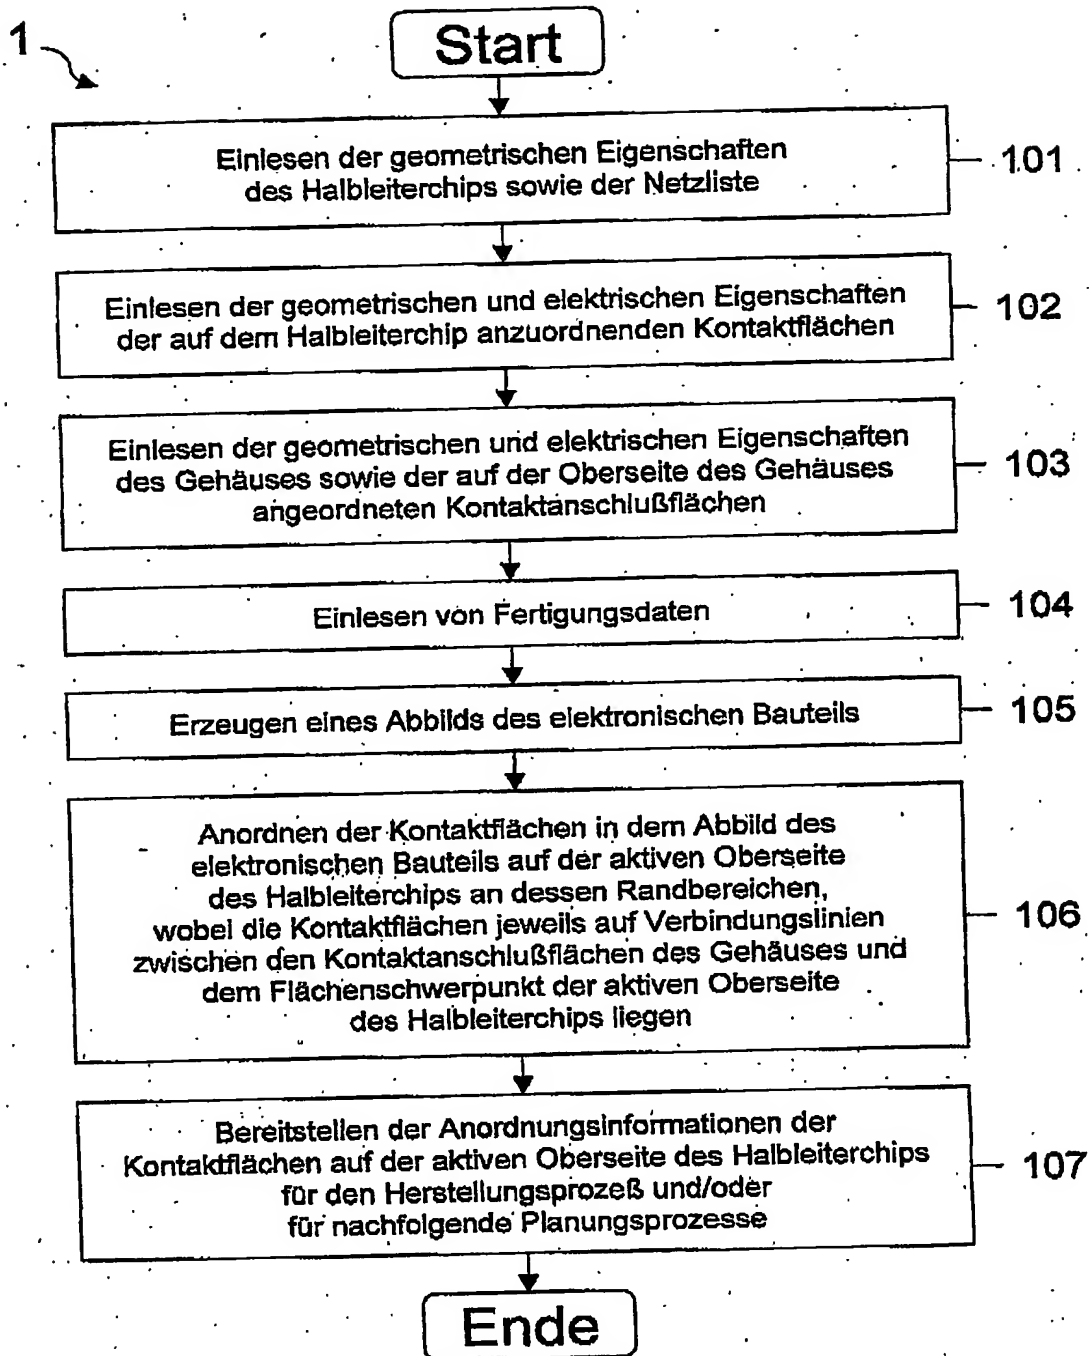 1
Start
Einlesen der geometrischen Eigenschaften
des Halbleiterchips sowie der Netzliste
101
Einlesen der geometrischen und elektrischen Eigenschaften
der auf dem Halbleiterchip anzuordnenden Kontaktflächen
102
Einlesen der geometrischen und elektrischen Eigenschaften
des Gehäuses sowie der auf der Oberseite des Gehäuses
angeordneten Kontaktanschlußflächen
103
Einlesen von Fertigungsdaten
104
Erzeugen eines Abbilds des elektronischen Bauteils
105
Anordnen der Kontaktflächen in dem Abbild des
elektronischen Bauteils auf der aktiven Oberseite
des Halbleiterchips an dessen Randbereichen,
wobei die Kontaktflächen jeweils auf Verbindungslinien
zwischen den Kontaktanschlußflächen des Gehäuses und
dem Flächenschwerpunkt der aktiven Oberseite
des Halbleiterchips liegen
106
Bereitstellen der Anordnungsinformationen der
Kontaktflächen auf der aktiven Oberseite des Halbleiterchips
für den Herstellungsprozeß und/oder
für nachfolgende Planungsprozesse
107
Ende